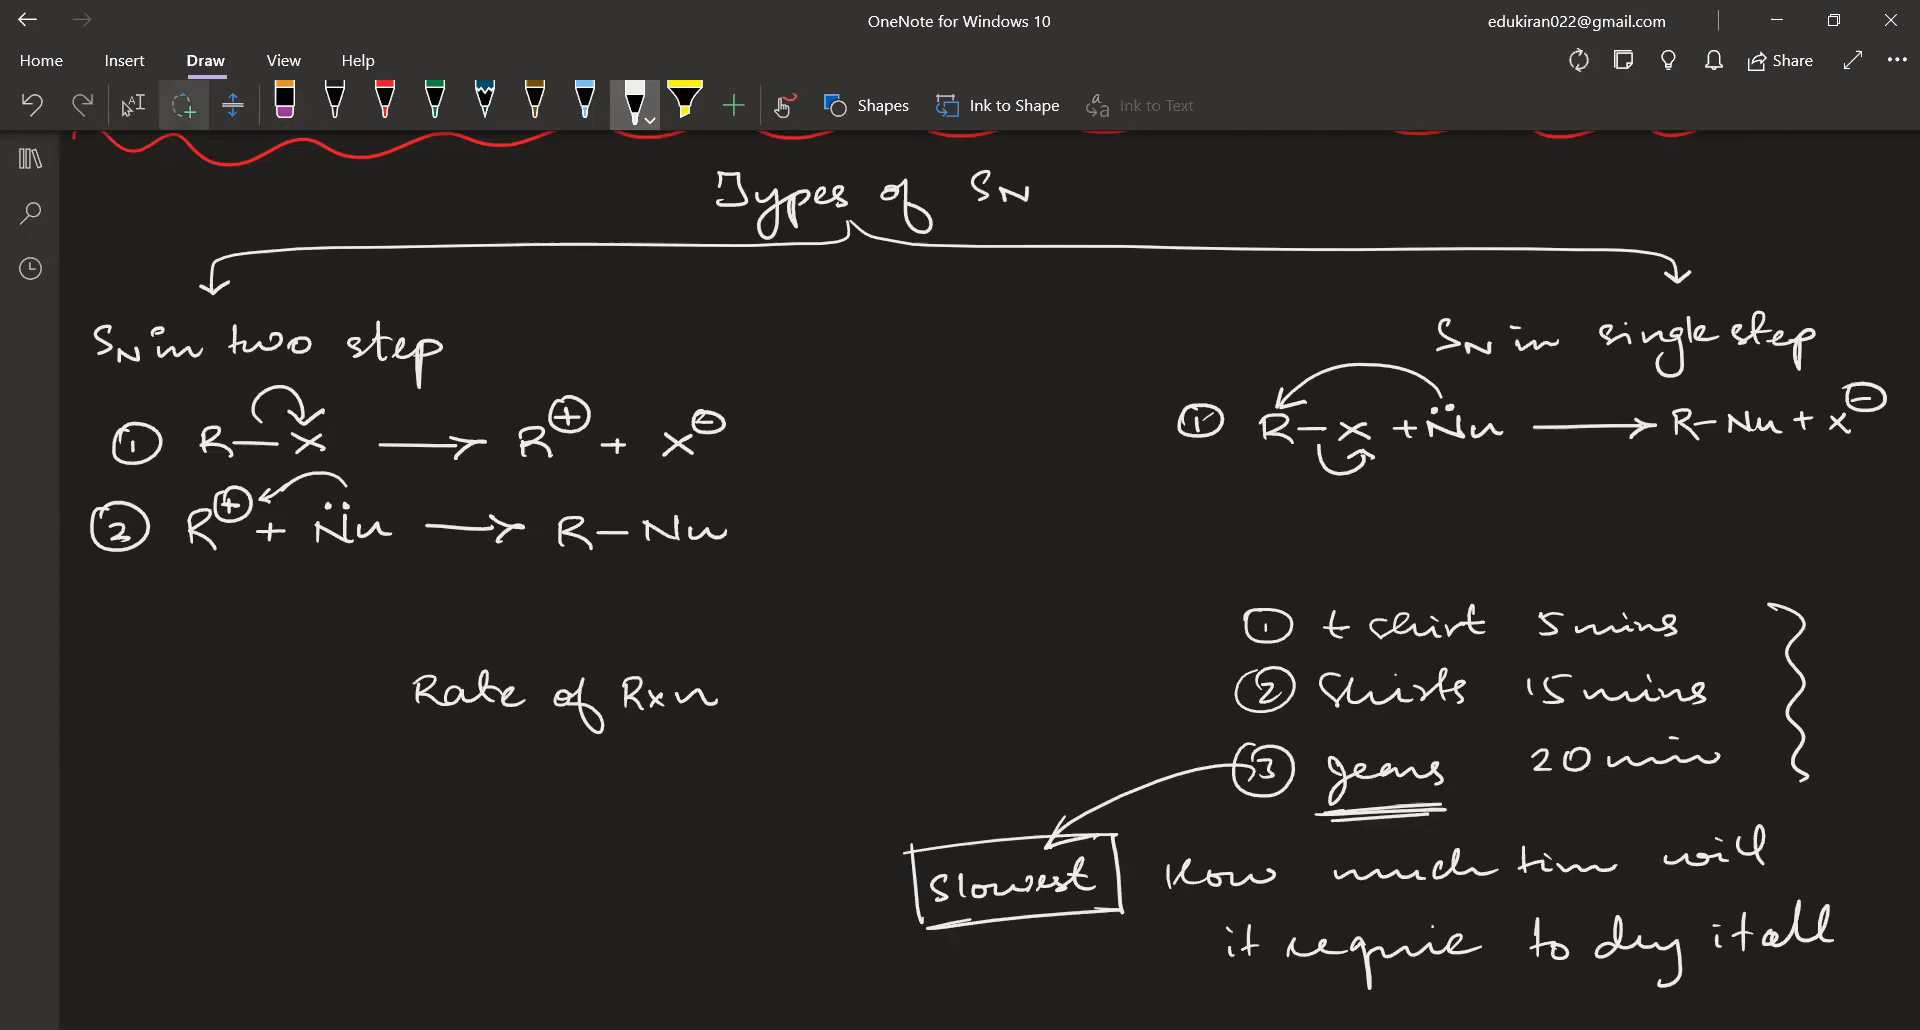 OneNote for Windows 10
edukiran022@gmail.com
Home Insert Draw View Help
Share
Shapes Ink to Shape Ink to Text
Types of SN
SN in two step
SN in single step
① R—X ⟶ R⊕ + X⊖
② R⊕ + N̈u ⟶ R—Nu
① R—X + N̈u ⟶ R—Nu + X⊖
Rate of Rxn
① t shirt 5 mins
② Shirts 15 mins
③ jeans 20 min
Slowest
How much tim will
it requie to dry it all